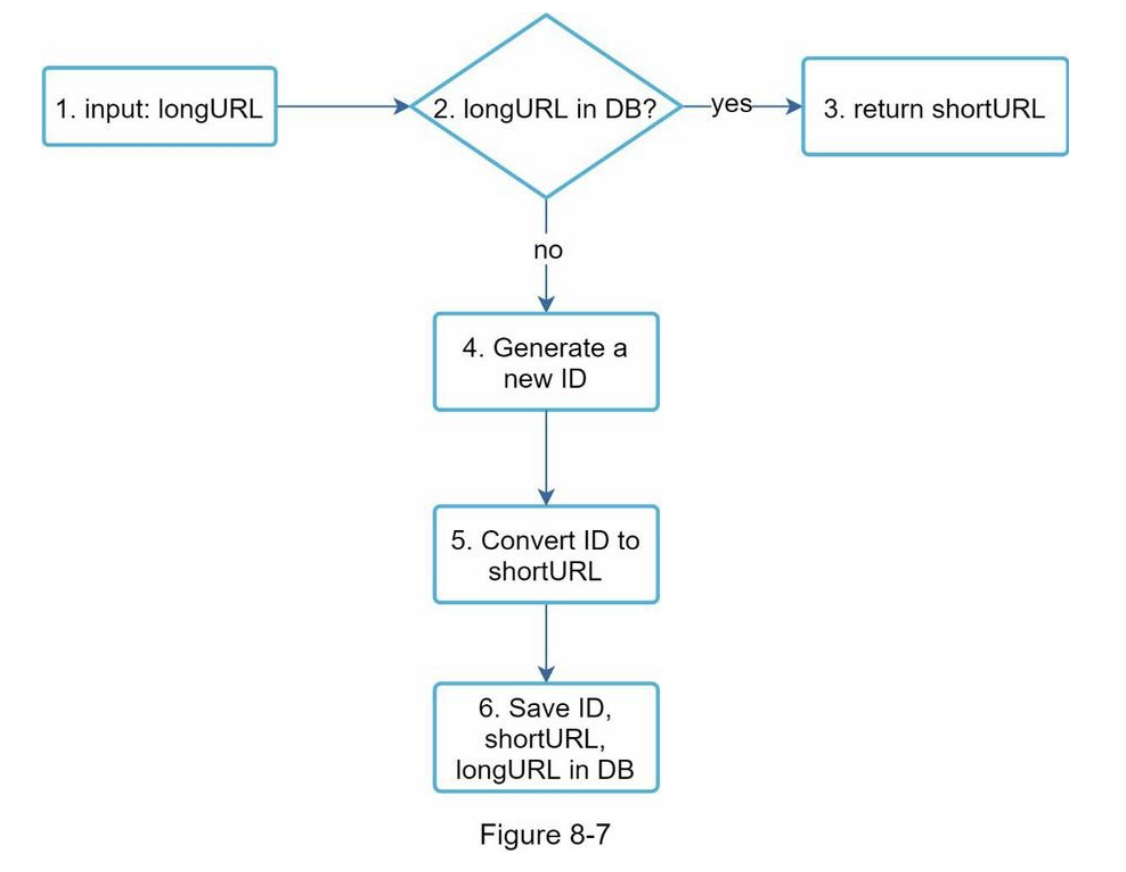 1. input: longURL
2. longURL in DB?
yes
3. return shortURL
no
4. Generate a
new ID
5. Convert ID to
shortURL
6. Save ID,
shortURL,
longURL in DB
Figure 8-7